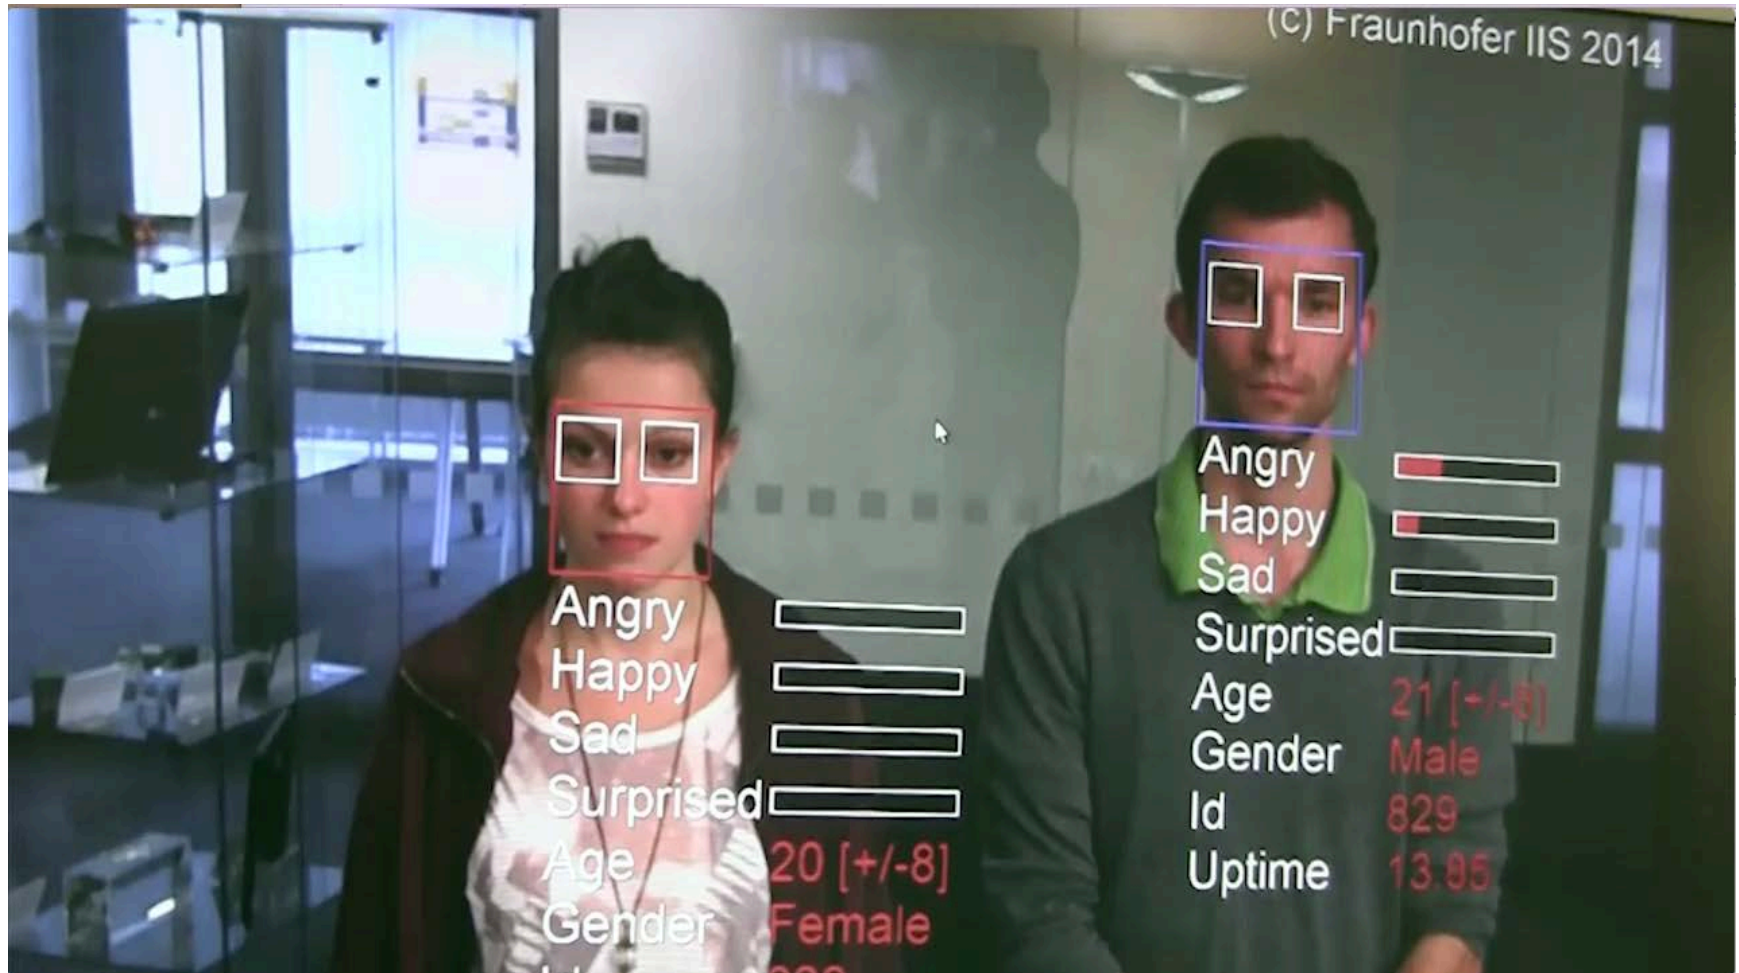 (c) Fraunhofer IIS 2014
Angry
Happy
Sad
Surprised
Age 21 [+/-8]
Gender Male
Id 829
Uptime 13.85
Angry
Happy
Sad
Surprised
Age 20 [+/-8]
Gender Female